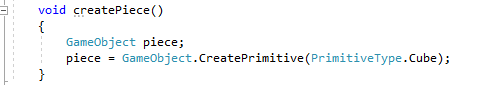 void createPiece()
{
GameObject piece;
piece = GameObject.CreatePrimitive(PrimitiveType.Cube);
}